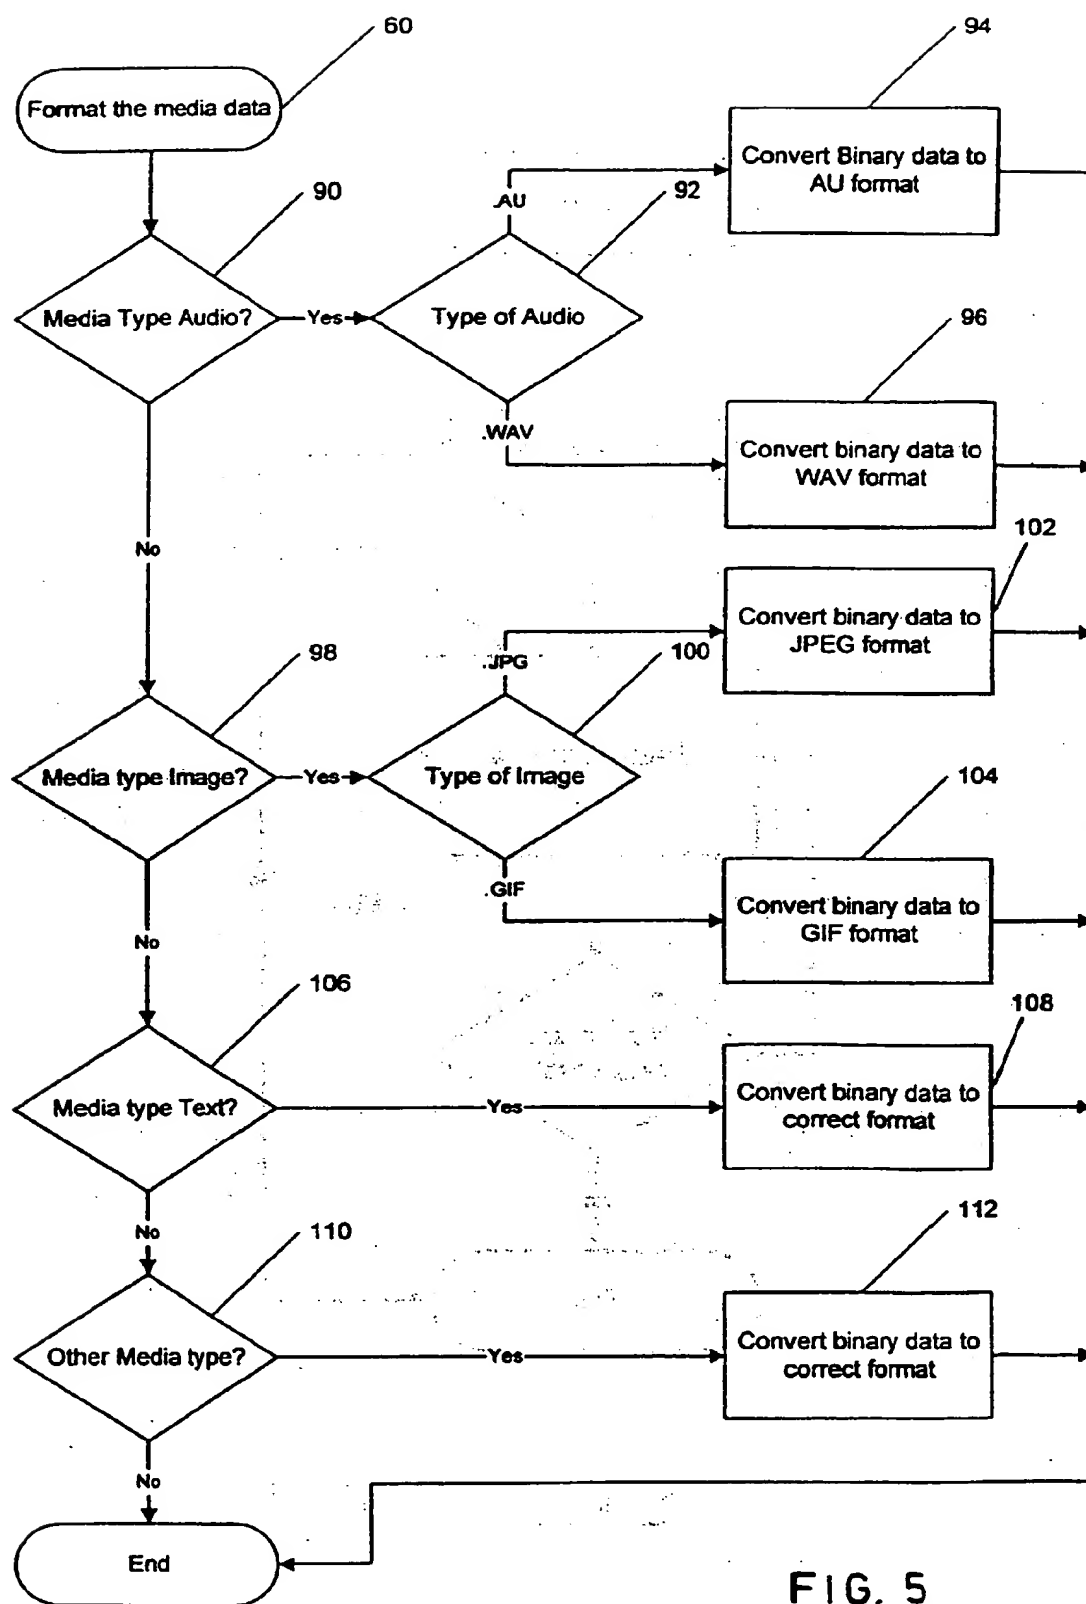 60
94
Format the media data
Convert Binary data to
AU format
90
.AU
92
Media Type Audio?
Yes
Type of Audio
96
.WAV
Convert binary data to
WAV format
No
102
Convert binary data to
JPEG format
98
.JPG
100
Media type Image?
Yes
Type of Image
104
.GIF
Convert binary data to
GIF format
No
106
108
Media type Text?
Yes
Convert binary data to
correct format
No
110
112
Other Media type?
Yes
Convert binary data to
correct format
No
End
FIG. 5